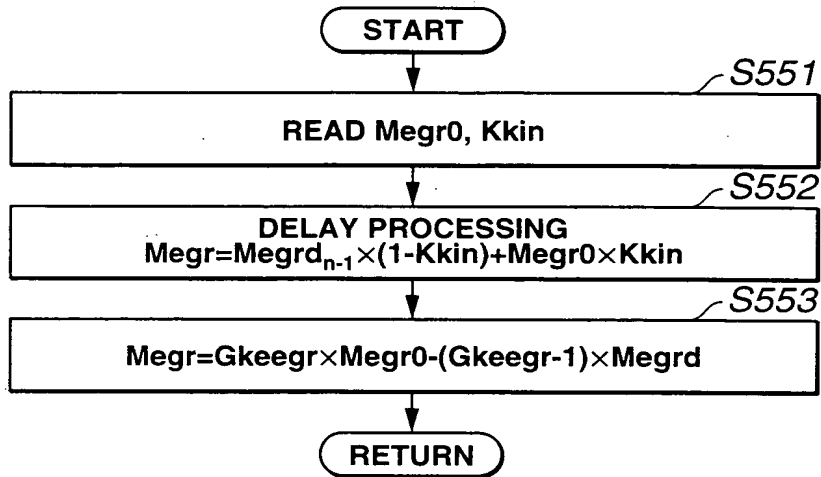 START
S551
READ Megr0, Kkin
S552
DELAY PROCESSING
Megr=Megrdₙ₋₁×(1-Kkin)+Megr0×Kkin
S553
Megr=Gkeegr×Megr0-(Gkeegr-1)×Megrd
RETURN